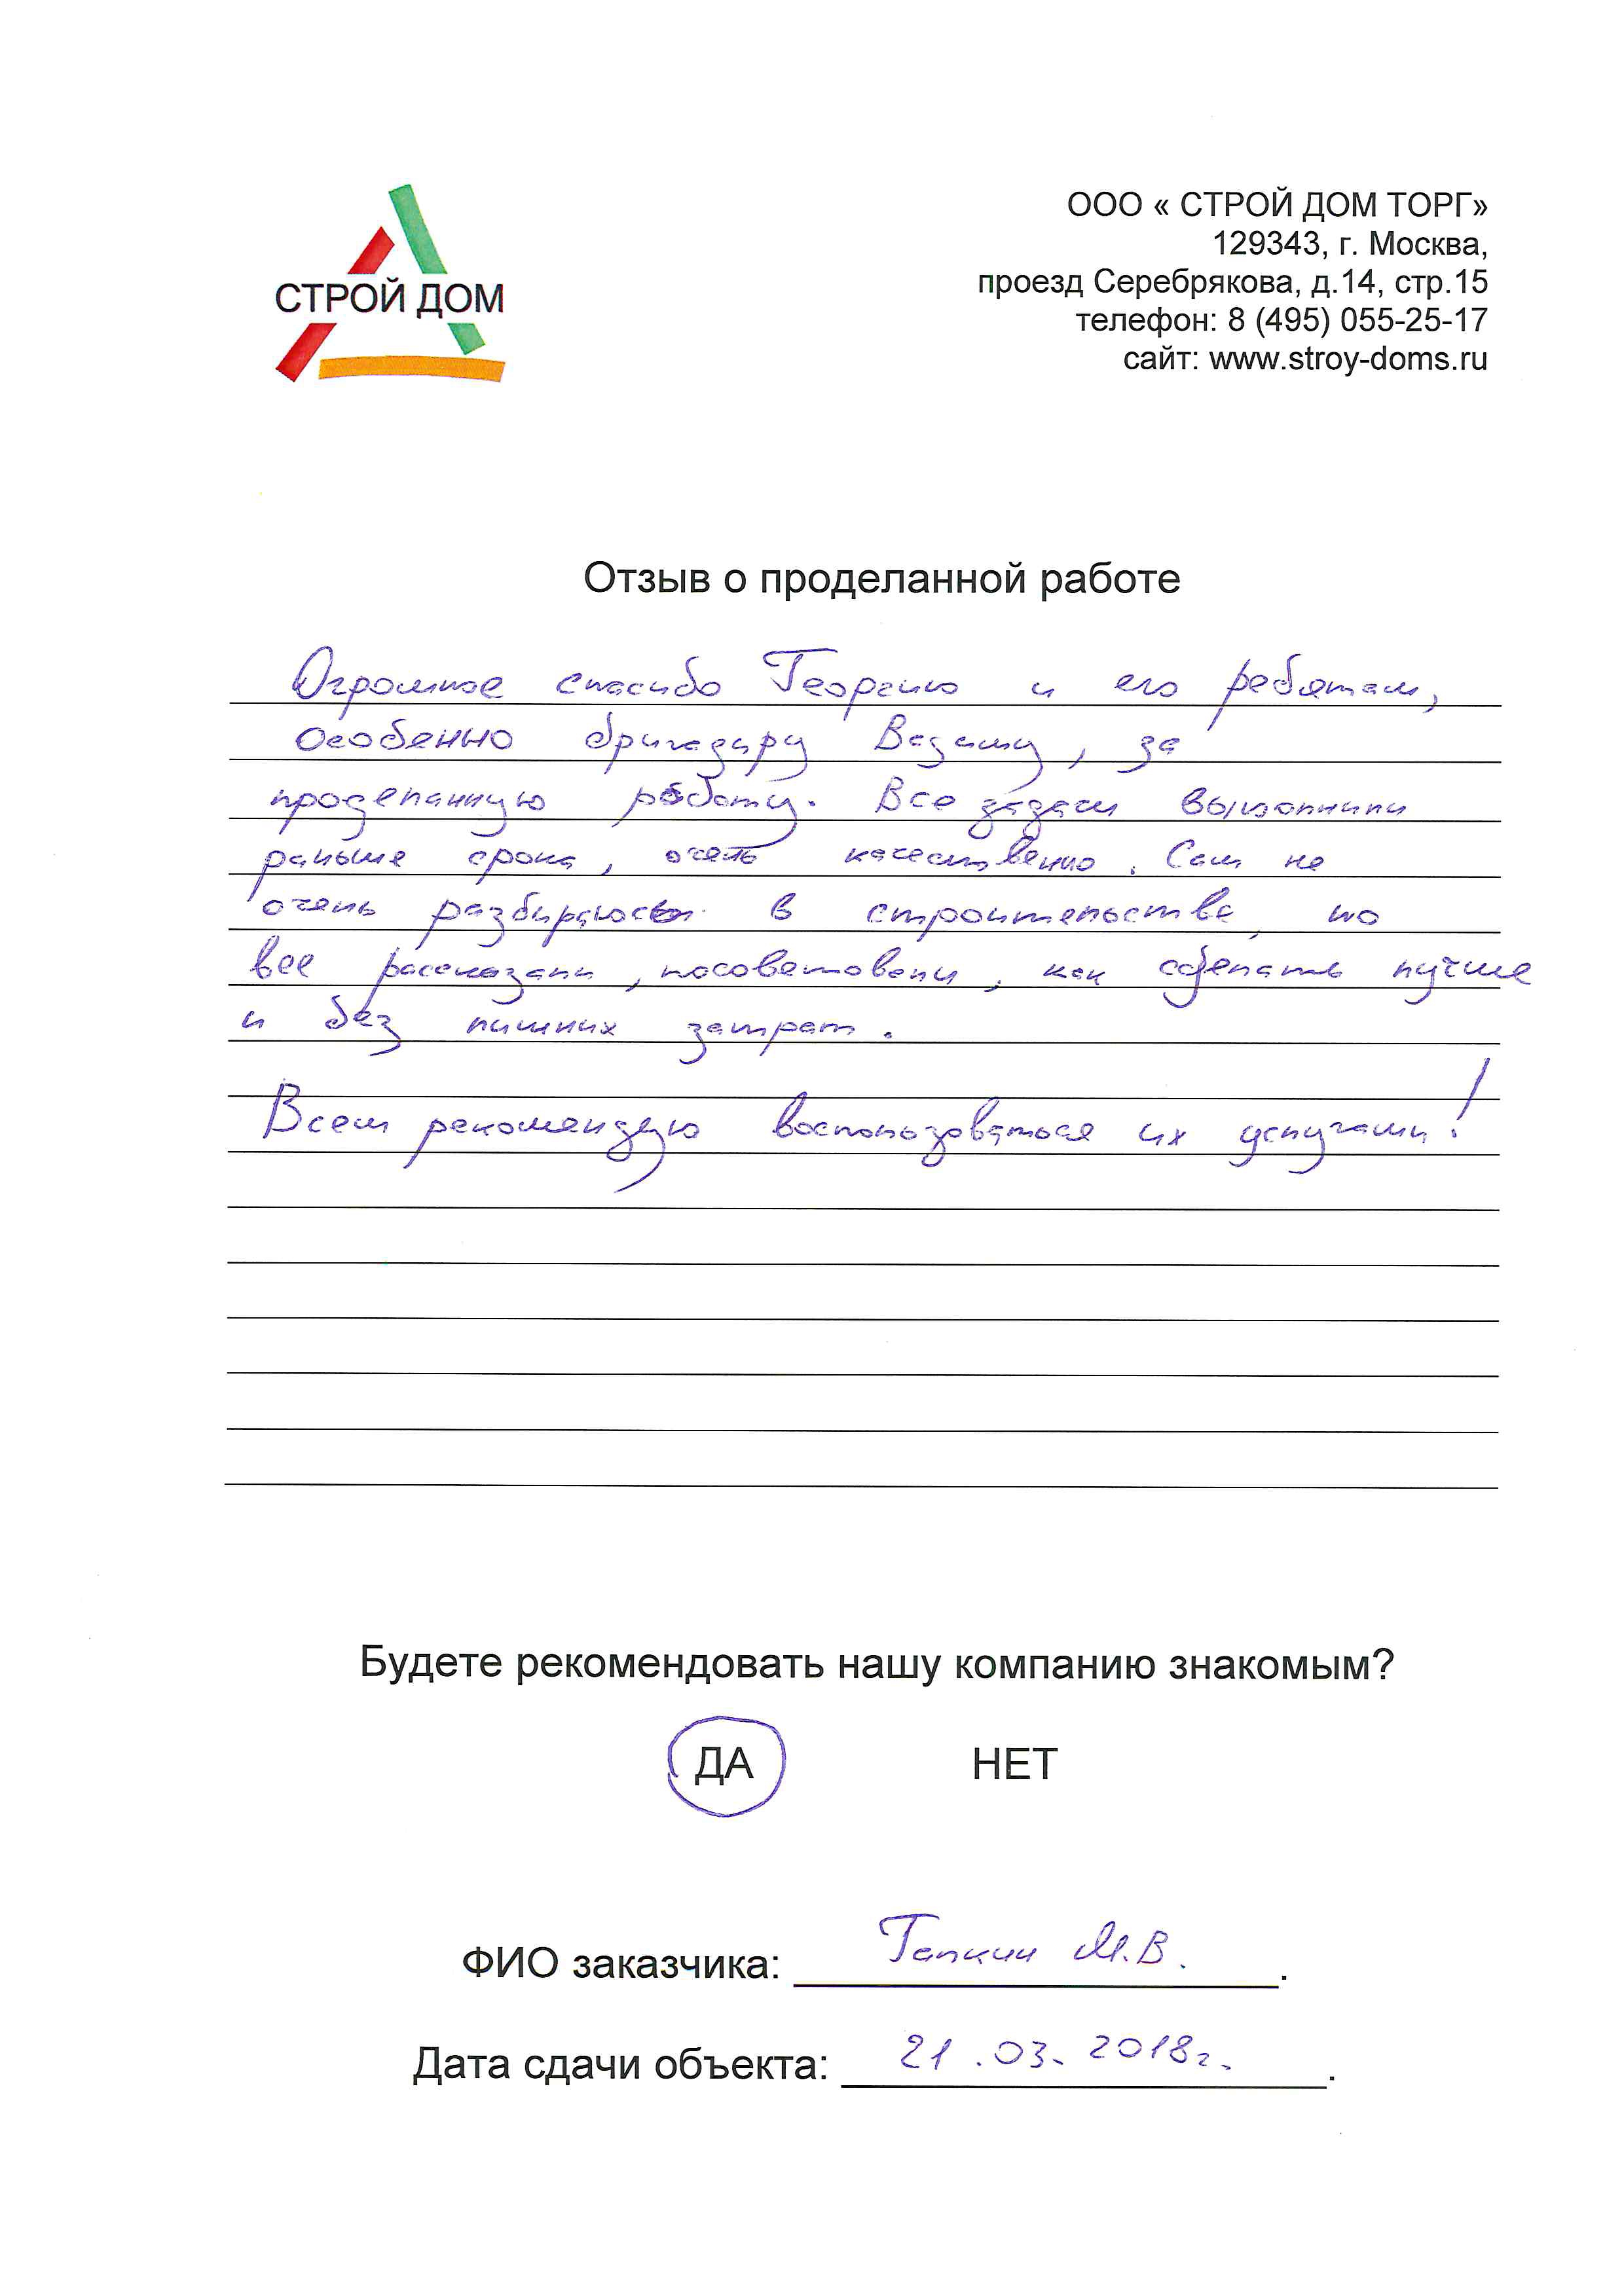 СТРОЙ ДОМ
ООО « СТРОЙ ДОМ ТОРГ»
129343, г. Москва,
проезд Серебрякова, д.14, стр.15
телефон: 8 (495) 055-25-17
сайт: www.stroy-doms.ru
Отзыв о проделанной работе
Огромное спасибо Георгию и его ребятам,
особенно бригадиру Вадиму, за
проделанную работу. Все задачи выполнили
раньше срока, очень качественно. Сам не
очень разбираюсь в строительстве, но
все рассказали, посоветовали, как сделать лучше
и без лишних затрат.
Всем рекомендую воспользоваться их услугами!
Будете рекомендовать нашу компанию знакомым?
ДА НЕТ
ФИО заказчика: Галкин М.В.
Дата сдачи объекта: 21.03.2018г.